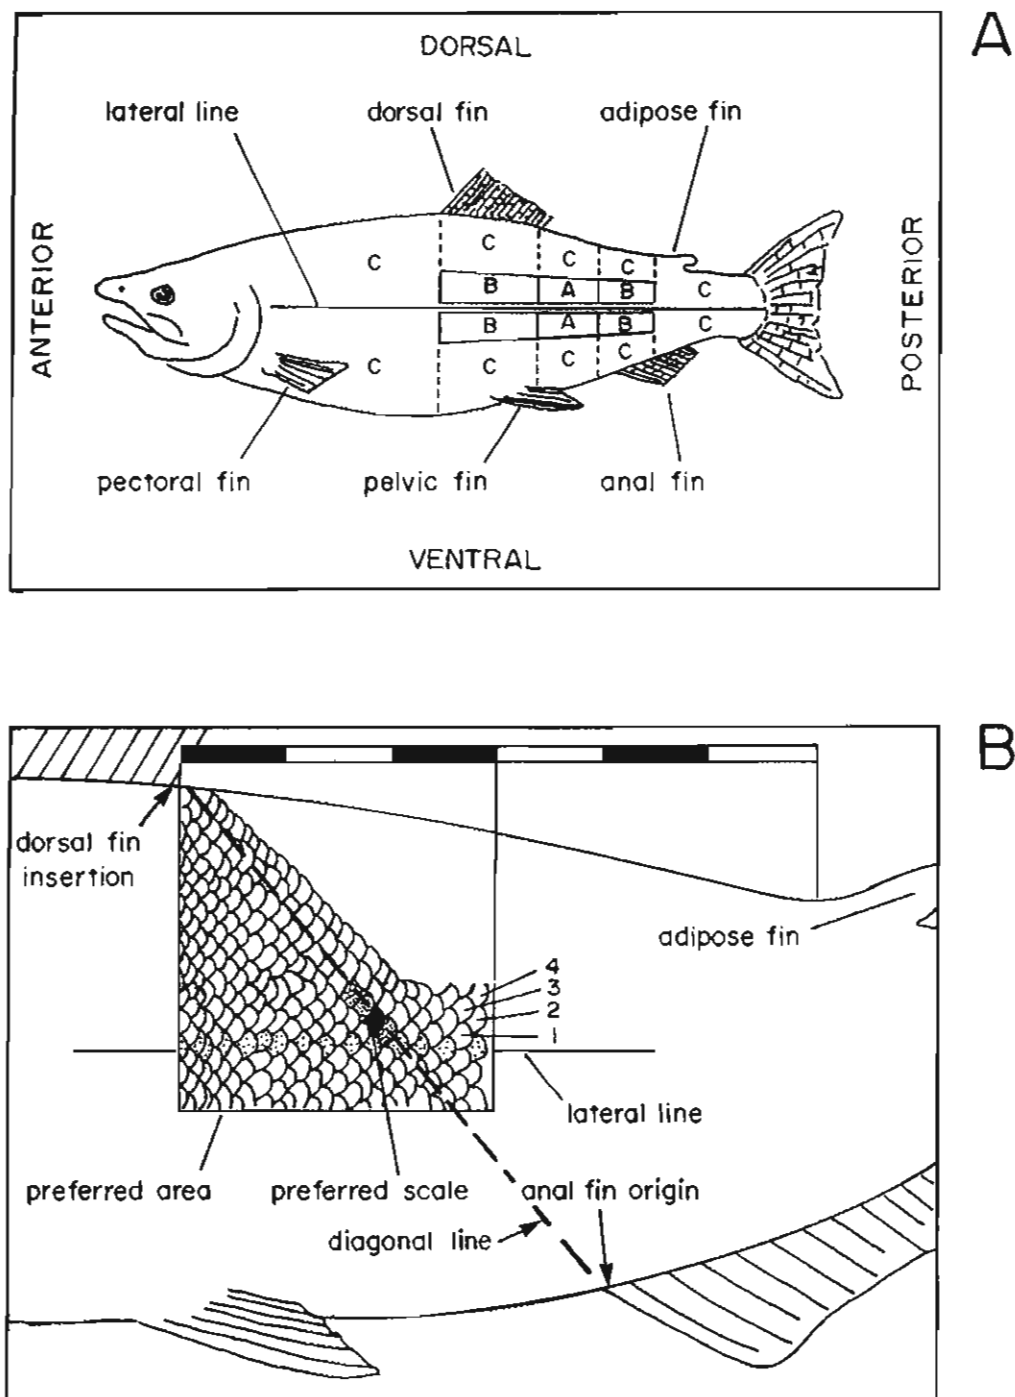 A
DORSAL
lateral line
dorsal fin
adipose fin
ANTERIOR
POSTERIOR
C
C
C
C
C
B
A
B
B
A
B
C
C
C
C
C
pectoral fin
pelvic fin
anal fin
VENTRAL
B
dorsal fin
insertion
adipose fin
4
3
2
1
lateral line
preferred area
preferred scale
anal fin origin
diagonal line